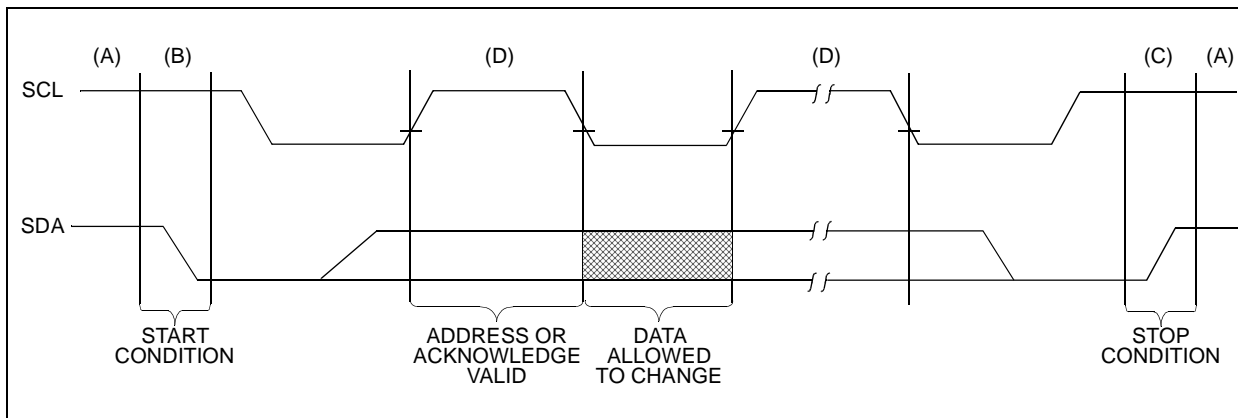 (A) (B) (D) (D) (C) (A)
SCL
SDA
START
CONDITION
ADDRESS OR
ACKNOWLEDGE
VALID
DATA
ALLOWED
TO CHANGE
STOP
CONDITION